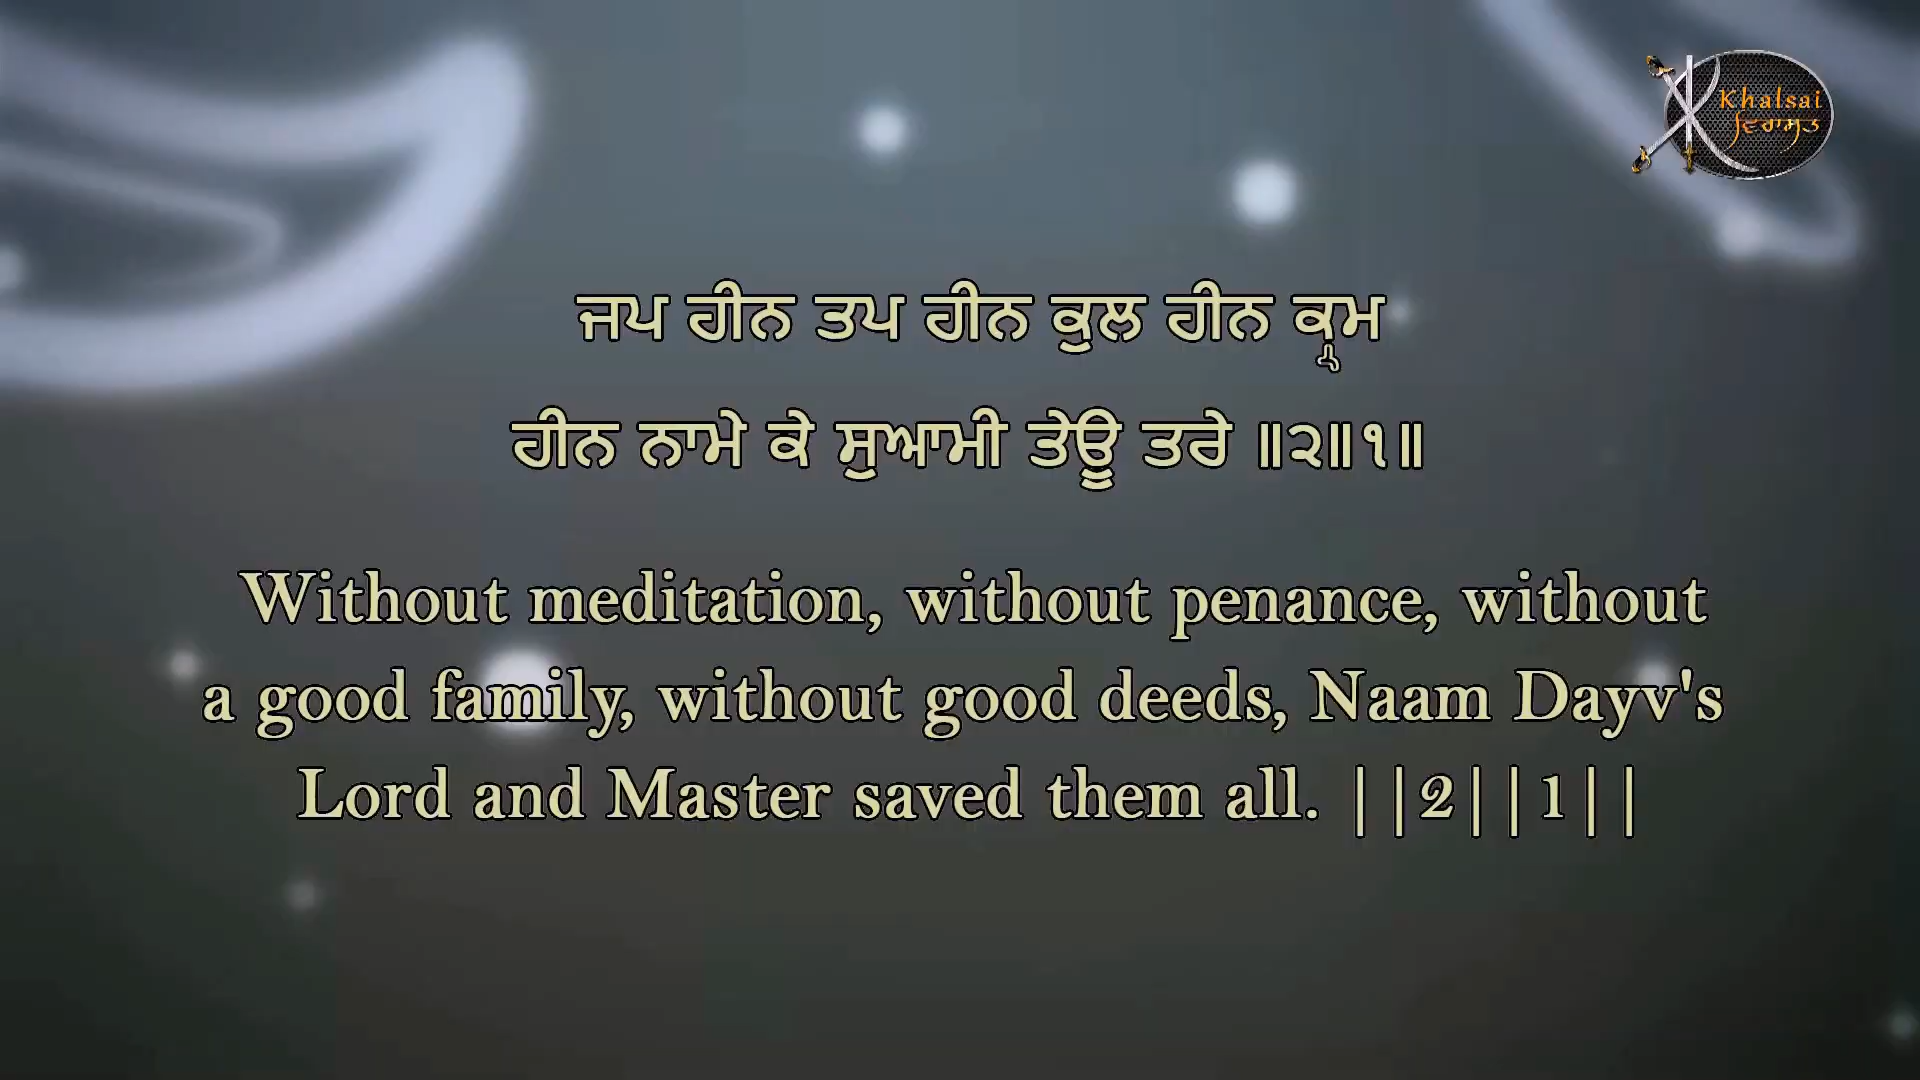 Khalsai
ਵਿਰਾਸਤ
ਜਪ ਹੀਨ ਤਪ ਹੀਨ ਕੁਲ ਹੀਨ ਕ੍ਰਮ
ਹੀਨ ਨਾਮੇ ਕੇ ਸੁਆਮੀ ਤੇਊ ਤਰੇ ॥੨॥੧॥
Without meditation, without penance, without
a good family, without good deeds, Naam Dayv's
Lord and Master saved them all. ||2||1||